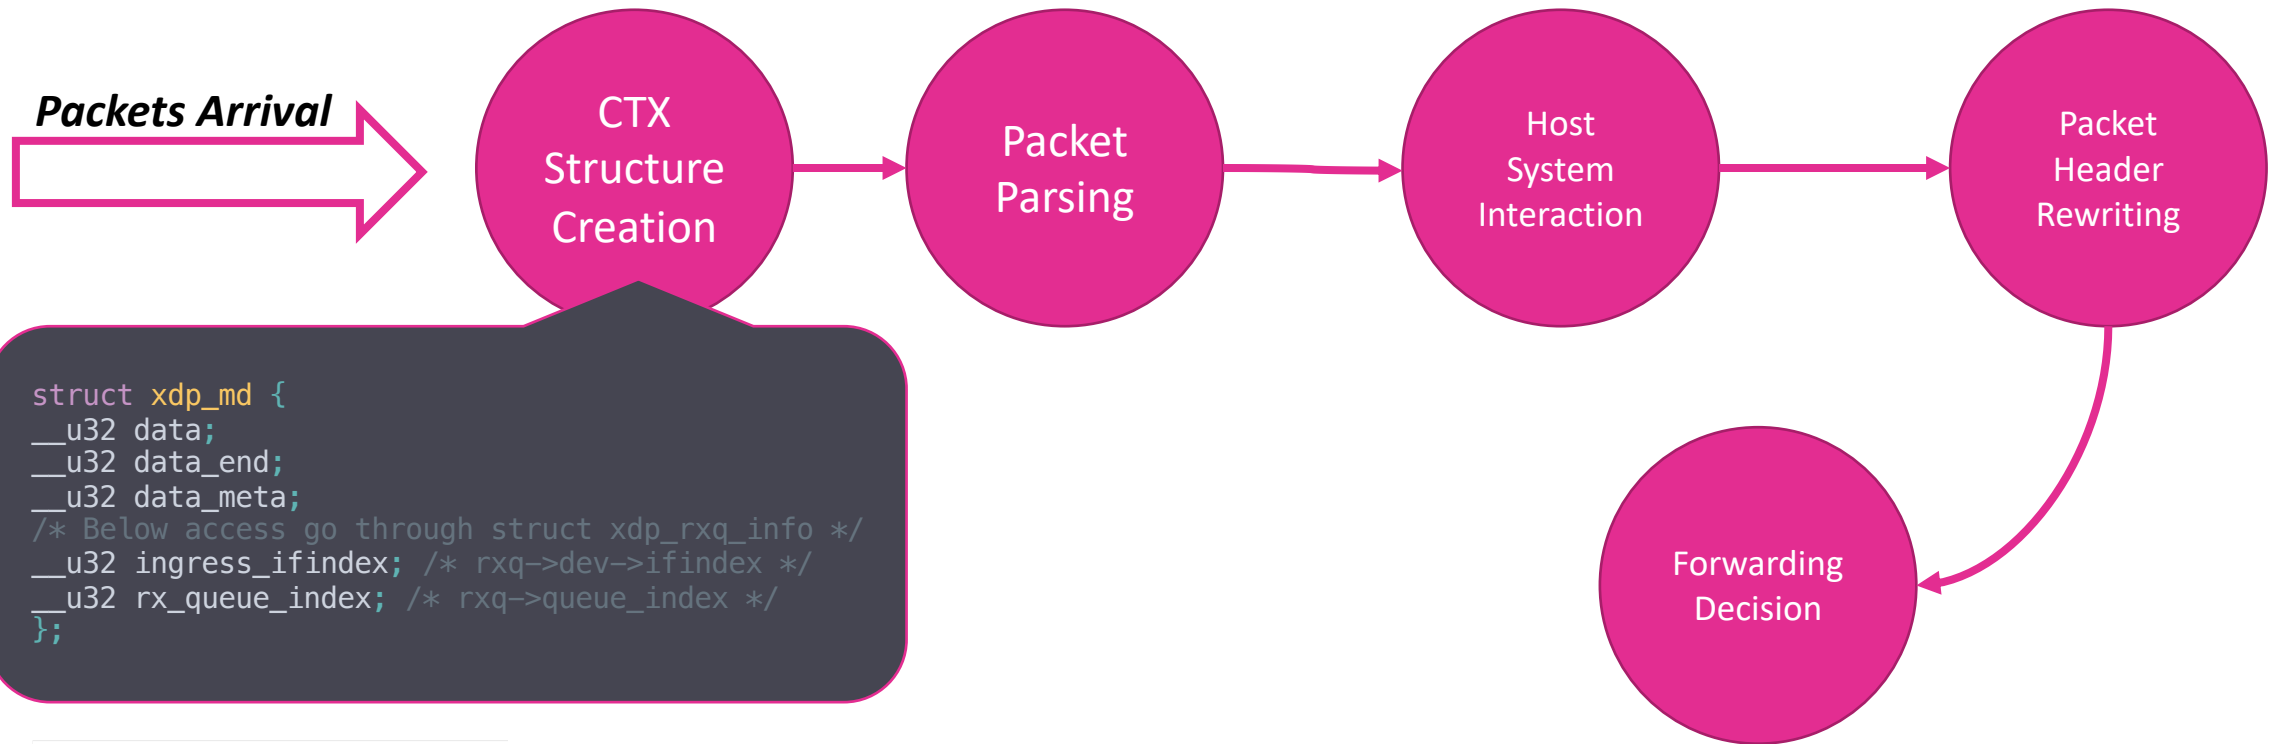 Packets Arrival
CTX
Structure
Creation
Packet
Parsing
Host
System
Interaction
Packet
Header
Rewriting
struct xdp_md {
__u32 data;
__u32 data_end;
__u32 data_meta;
/* Below access go through struct xdp_rxq_info */
__u32 ingress_ifindex; /* rxq->dev->ifindex */
__u32 rx_queue_index; /* rxq->queue_index */
};
Forwarding
Decision